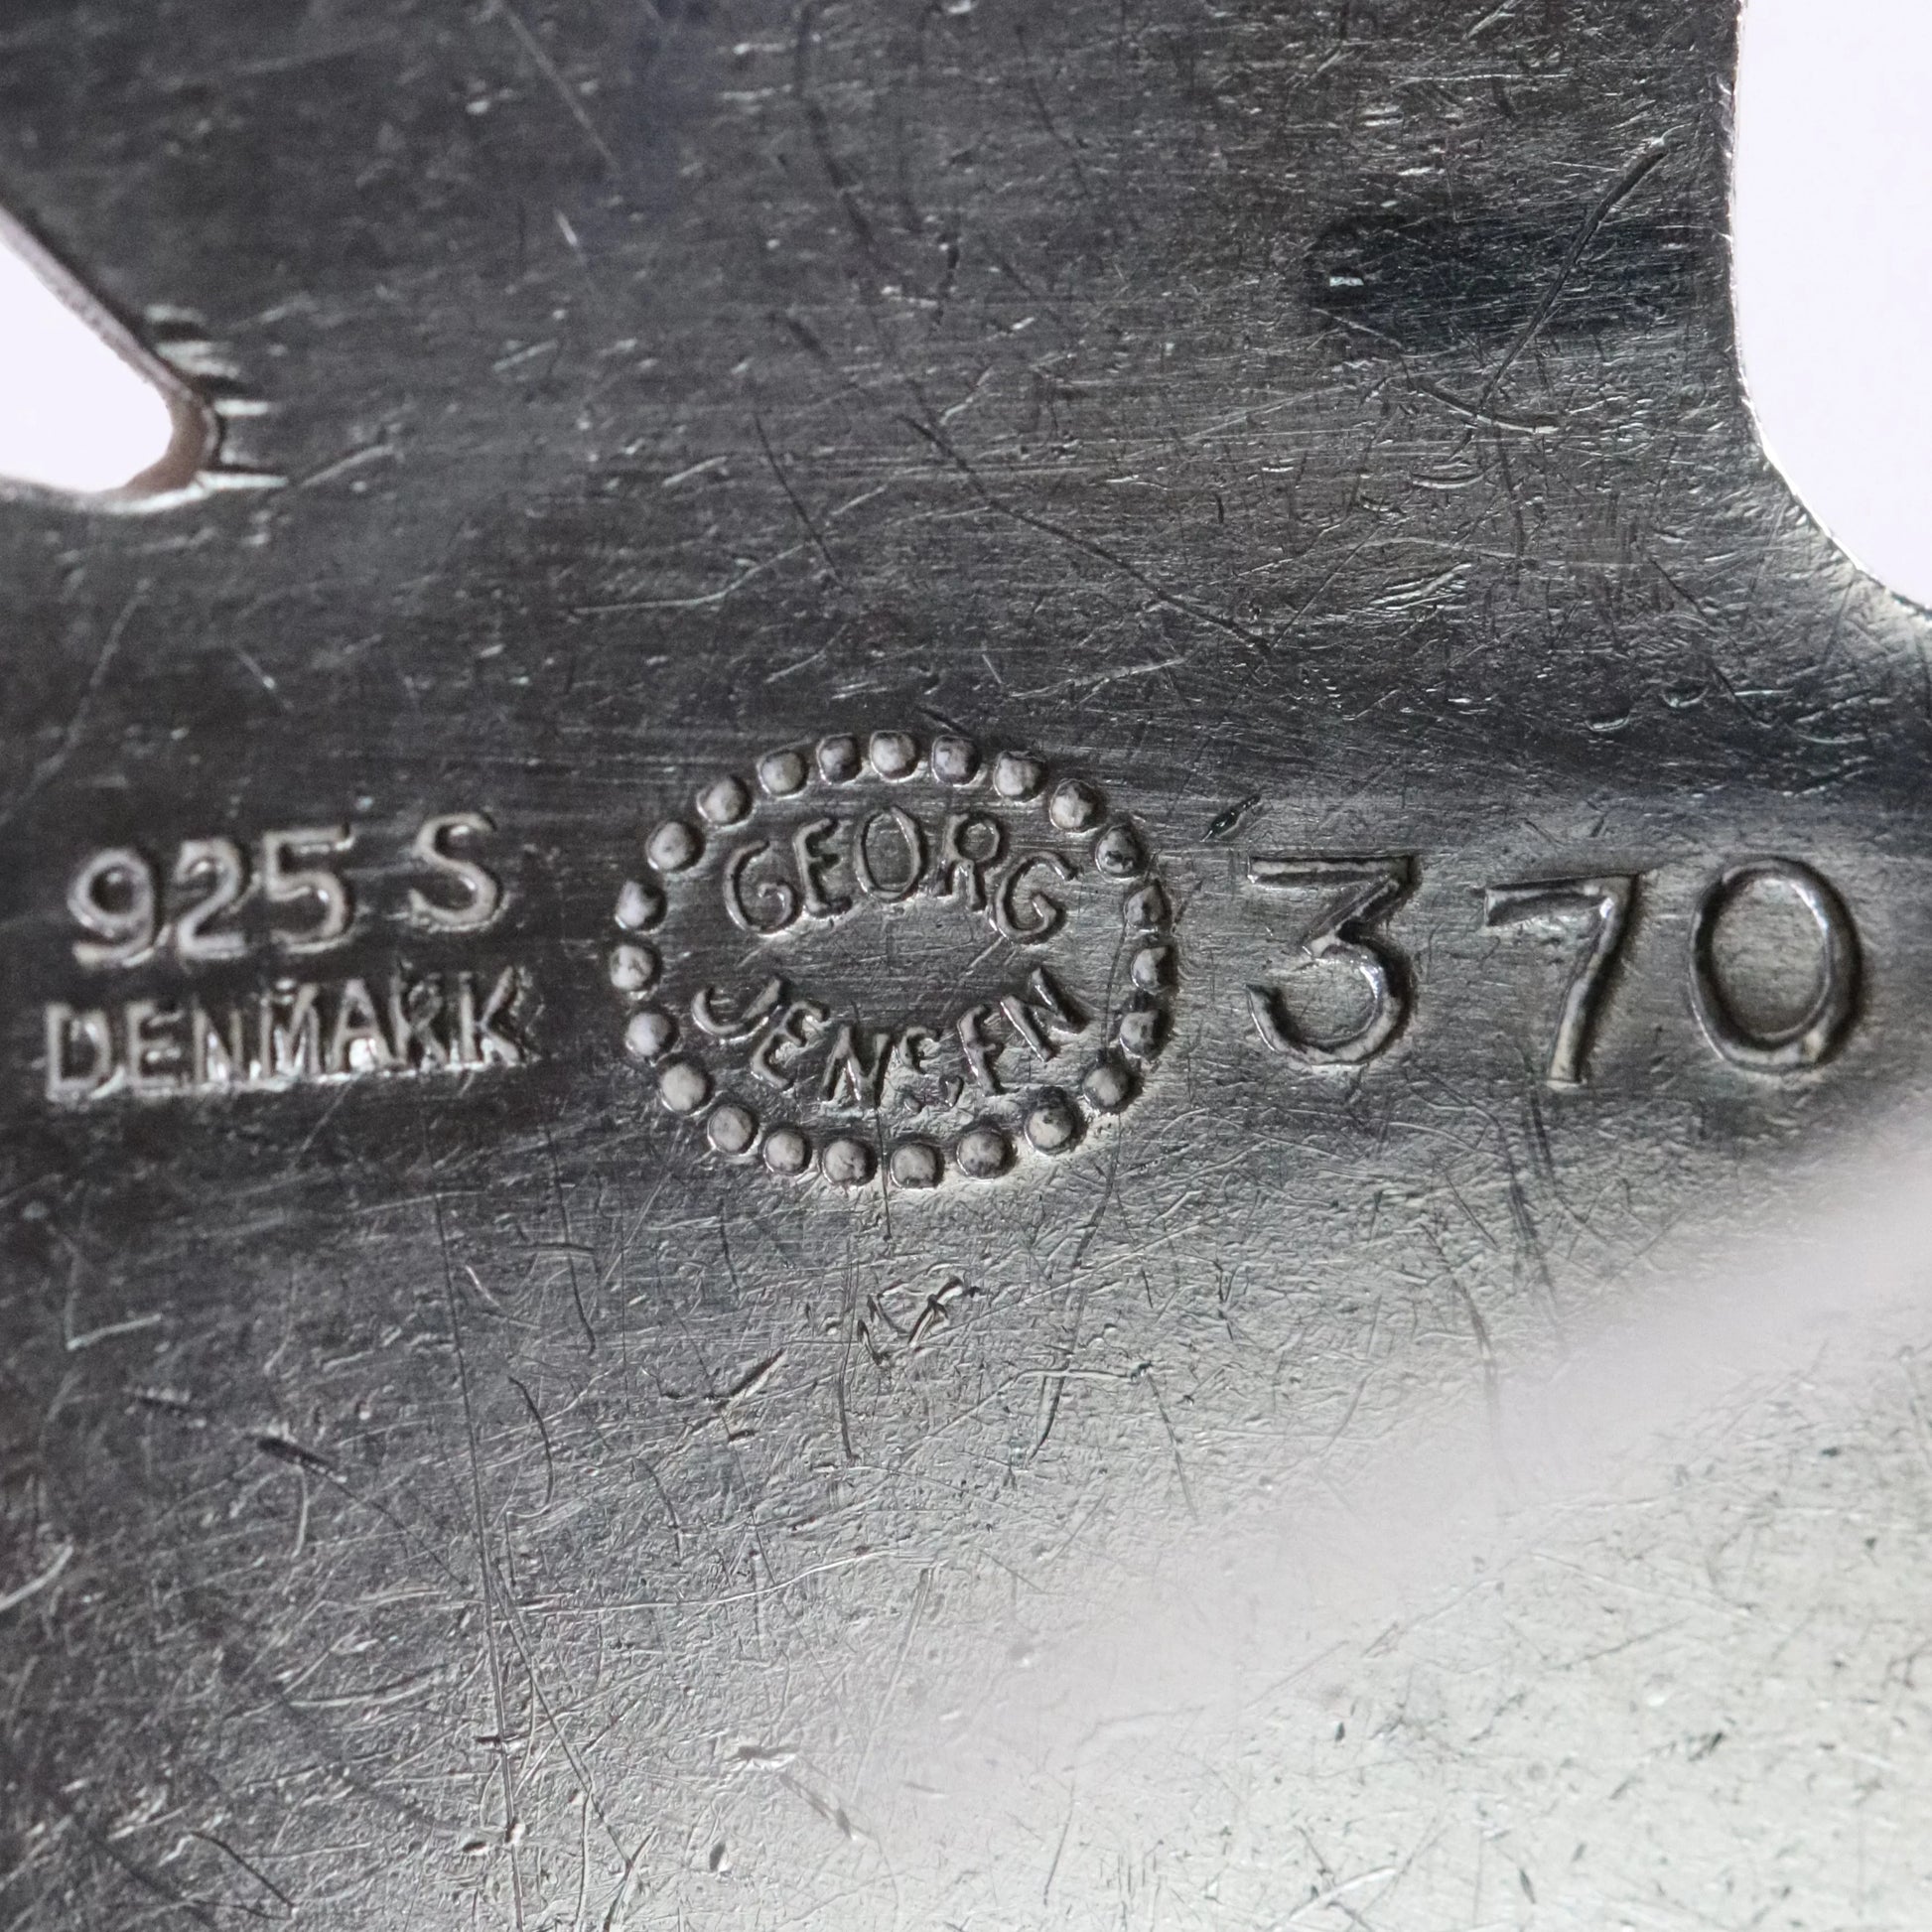 925 S
DENMARK
GEORG
JENSEN
370